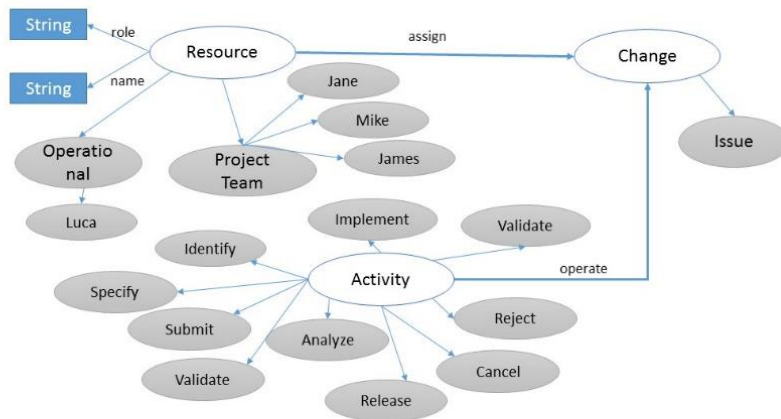 String
role
Resource
assign
Change
String
name
Jane
Mike
James
Issue
Operatio
nal
Project
Team
Luca
Implement
Validate
Identify
Activity
operate
Specify
Submit
Analyze
Reject
Validate
Cancel
Release